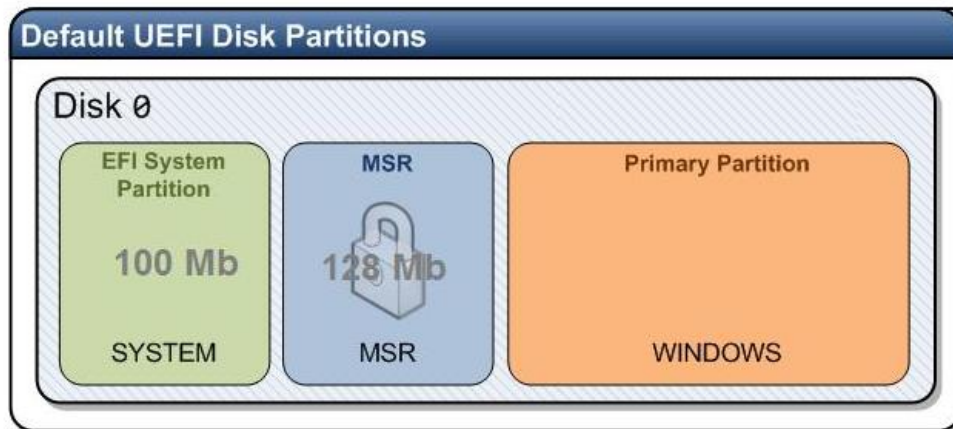 Default UEFI Disk Partitions
Disk 0
EFI System
Partition
100 Mb
SYSTEM
MSR
128 Mb
MSR
Primary Partition
WINDOWS